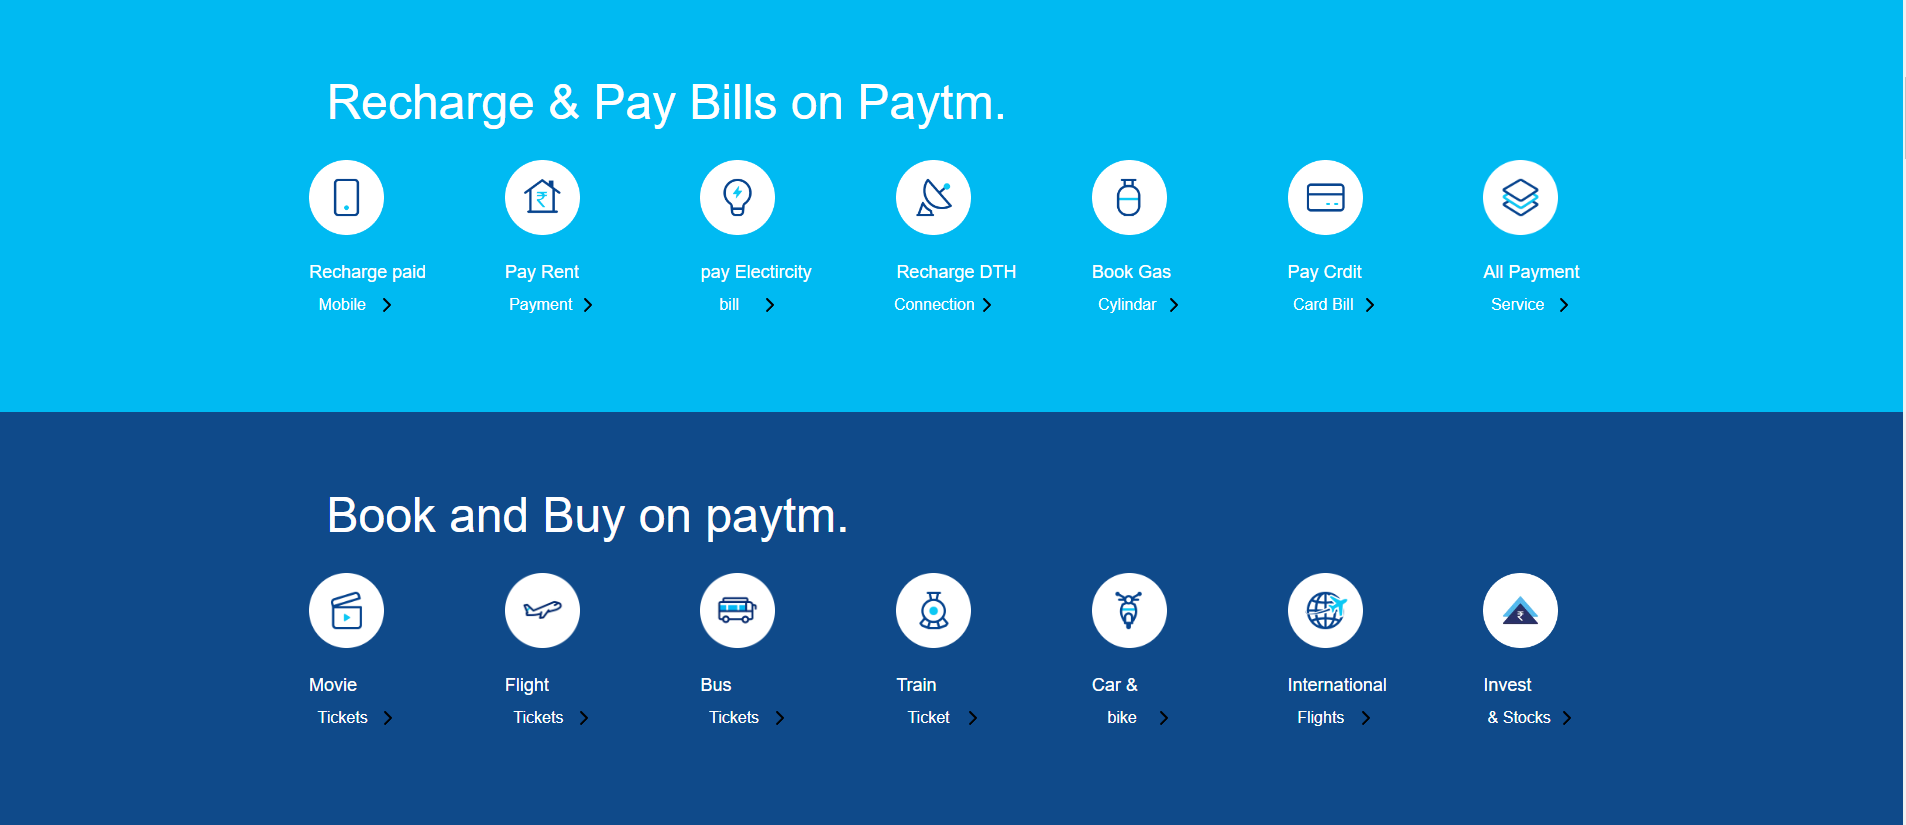 Recharge & Pay Bills on Paytm.
Recharge paid
Mobile
Pay Rent
Payment
pay Electircity
bill
Recharge DTH
Connection
Book Gas
Cylindar
Pay Crdit
Card Bill
All Payment
Service
Book and Buy on paytm.
Movie
Tickets
Flight
Tickets
Bus
Tickets
Train
Ticket
Car &
bike
International
Flights
Invest
& Stocks